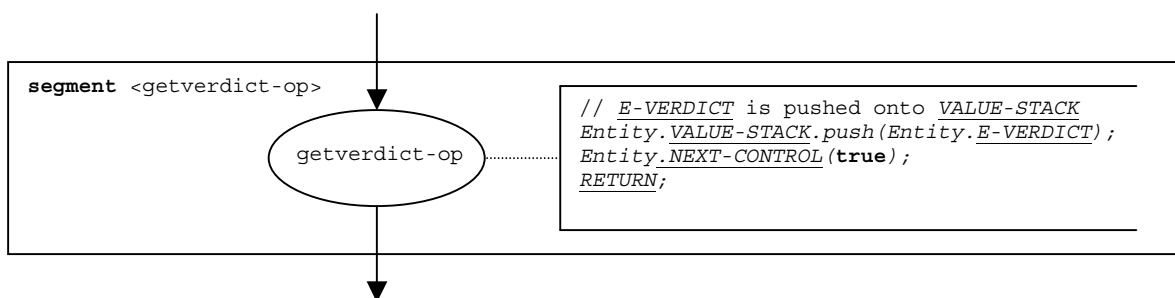 segment <getverdict-op>
getverdict-op
// E-VERDICT is pushed onto VALUE-STACK
Entity.VALUE-STACK.push(Entity.E-VERDICT);
Entity.NEXT-CONTROL(true);
RETURN;